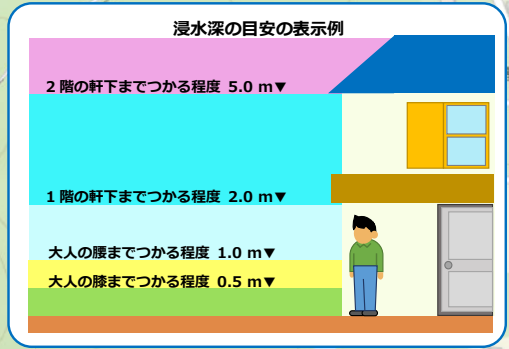 浸水深の目安の表示例
２階の軒下までつかる程度 5.0 m▼
１階の軒下までつかる程度 2.0 m▼
大人の腰までつかる程度 1.0 m▼
大人の膝までつかる程度 0.5 m▼